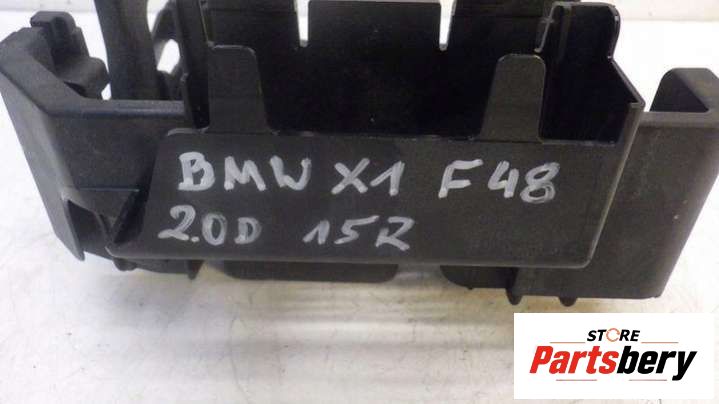 BMW X1 F48
2.0D 15R
STORE
Partsbery